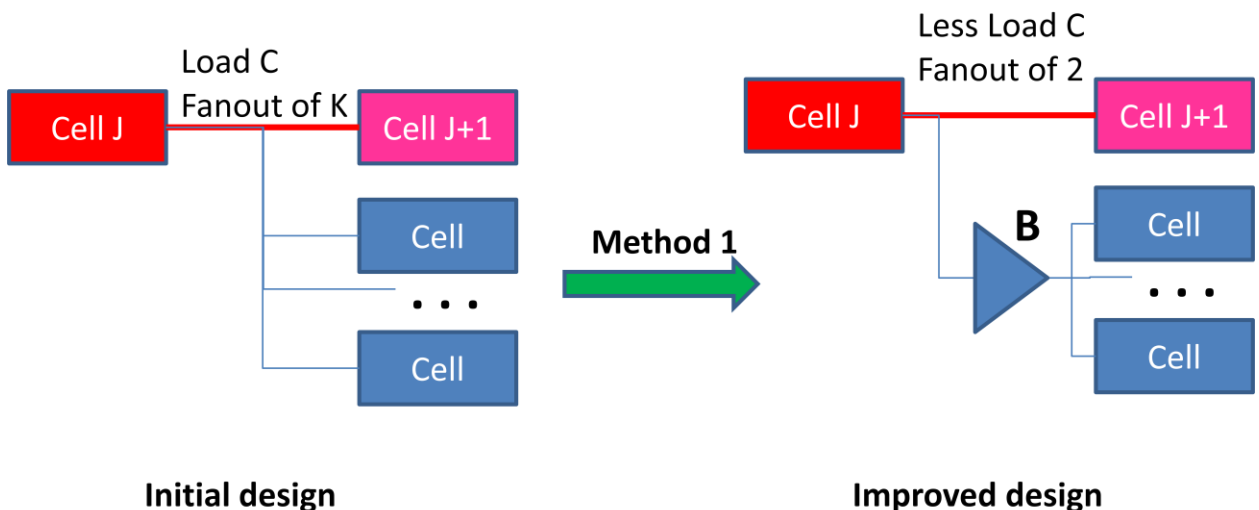 Load C
Fanout of K
Cell J
Cell J+1
Cell
. . .
Cell
Initial design
Method 1
Less Load C
Fanout of 2
Cell J
Cell J+1
B
Cell
. . .
Cell
Improved design